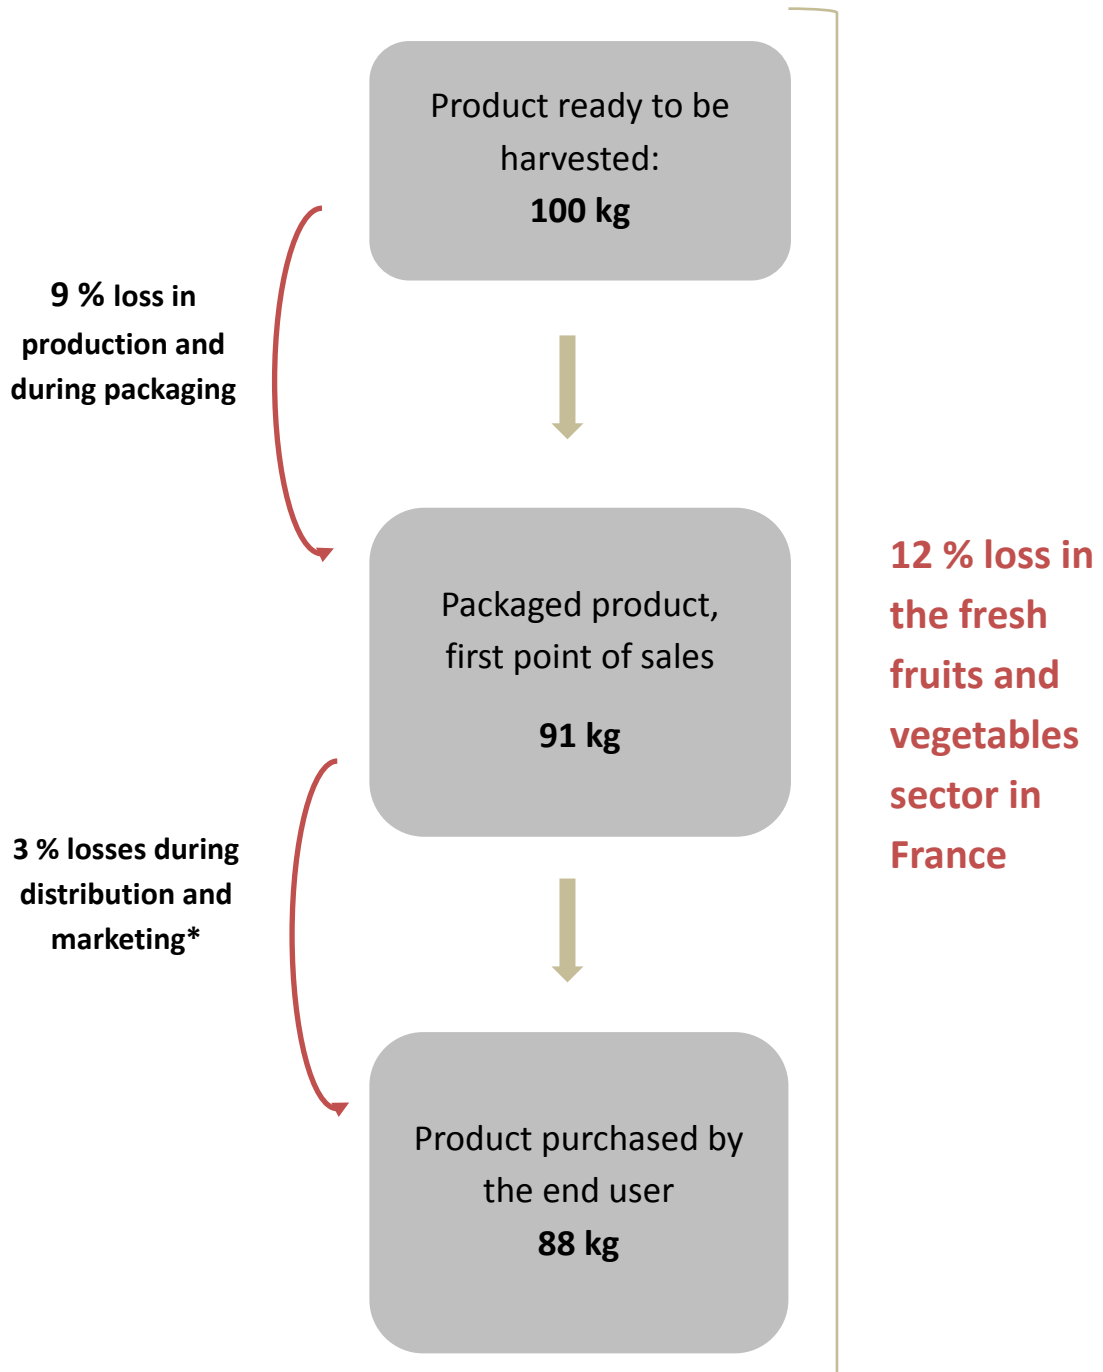 Product ready to be
harvested:
100 kg
9 % loss in
production and
during packaging
Packaged product,
first point of sales
91 kg
12 % loss in
the fresh
fruits and
vegetables
sector in
France
3 % losses during
distribution and
marketing*
Product purchased by
the end user
88 kg